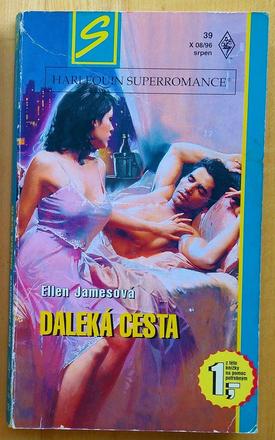 S
39
X 08/96
srpen
HARLEQUIN SUPERROMANCE®
Ellen Jamesová
DALEKÁ CESTA
1,-
z této
knížky
na pomoc
potřebným